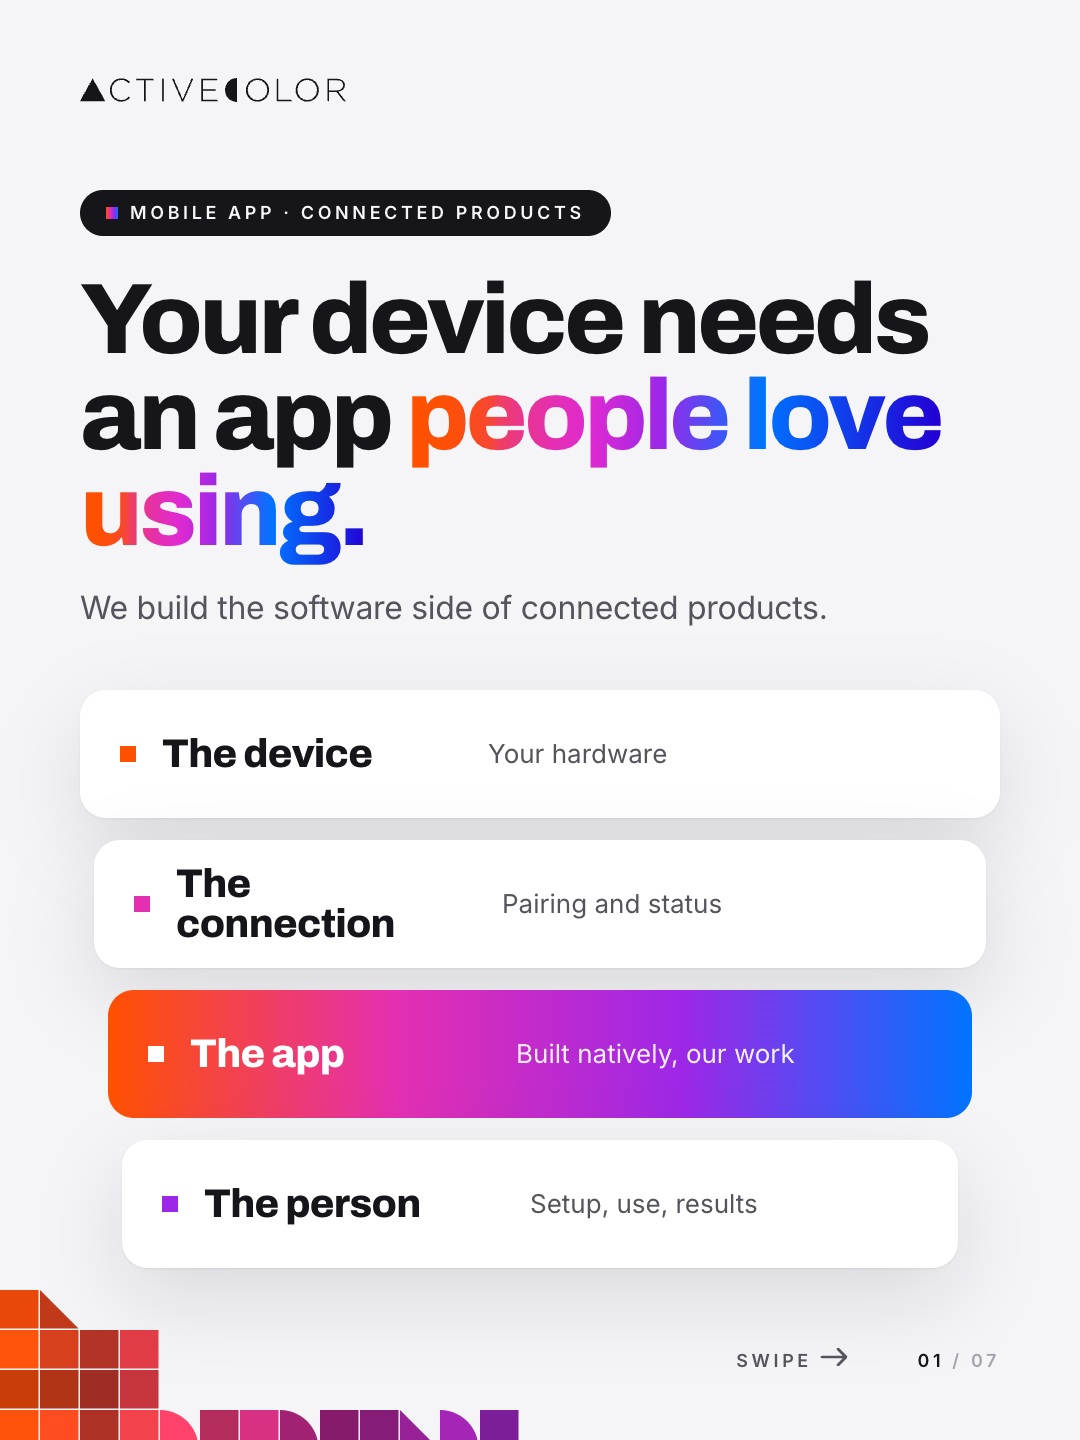 ACTIVECOLOR
MOBILE APP · CONNECTED PRODUCTS
Your device needs
an app people love
using.
We build the software side of connected products.
The device
Your hardware
The
connection
Pairing and status
The app
Built natively, our work
The person
Setup, use, results
SWIPE →
01 / 07